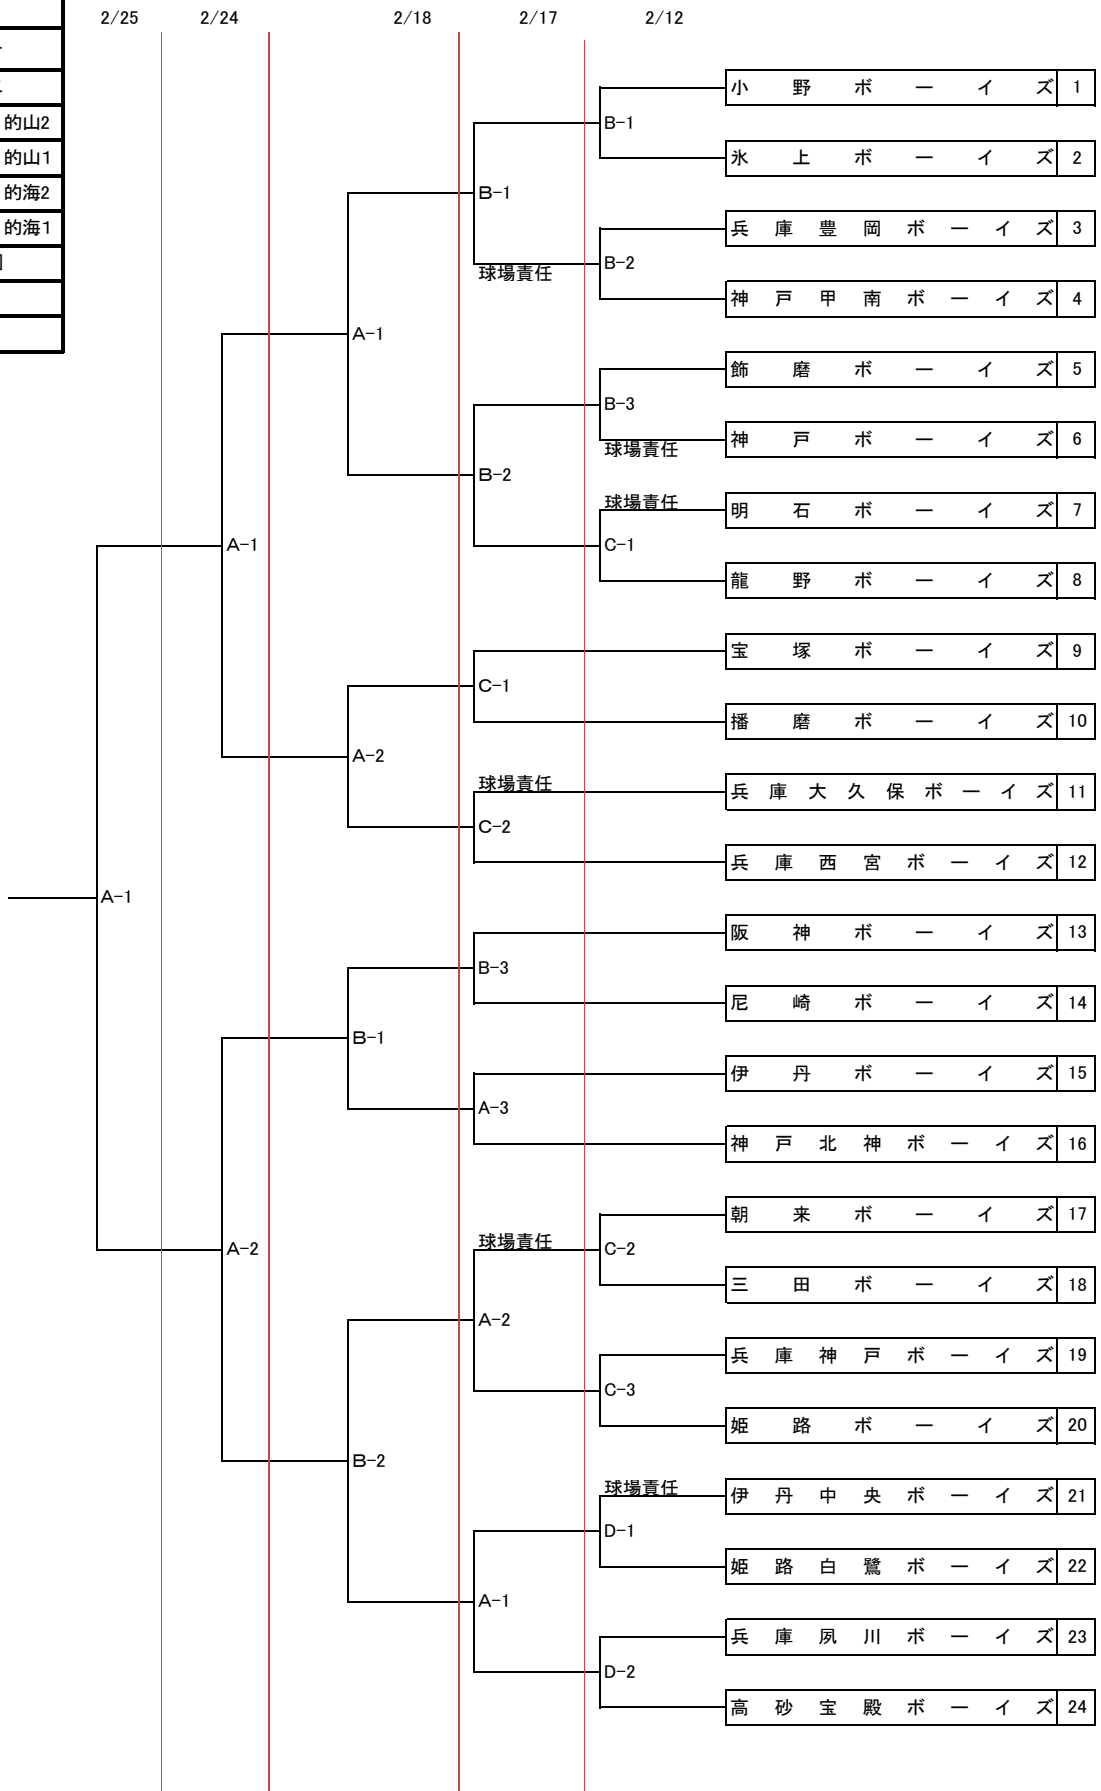 2/25 2/24 2/18 2/17 2/12
小野ボーイズ 1
B-1
的山2
氷上ボーイズ 2
的山1
B-1
的海2
兵庫豊岡ボーイズ 3
的海1
B-2
球場責任
神戸甲南ボーイズ 4
A-1
飾磨ボーイズ 5
B-3
神戸ボーイズ 6
球場責任
B-2
球場責任
明石ボーイズ 7
A-1
C-1
龍野ボーイズ 8
宝塚ボーイズ 9
C-1
播磨ボーイズ 10
A-2
球場責任
兵庫大久保ボーイズ 11
C-2
兵庫西宮ボーイズ 12
A-1
阪神ボーイズ 13
B-3
尼崎ボーイズ 14
B-1
伊丹ボーイズ 15
A-3
神戸北神ボーイズ 16
朝来ボーイズ 17
球場責任
A-2
C-2
三田ボーイズ 18
A-2
兵庫神戸ボーイズ 19
C-3
姫路ボーイズ 20
B-2
球場責任
伊丹中央ボーイズ 21
D-1
姫路白鷺ボーイズ 22
A-1
兵庫夙川ボーイズ 23
D-2
高砂宝殿ボーイズ 24